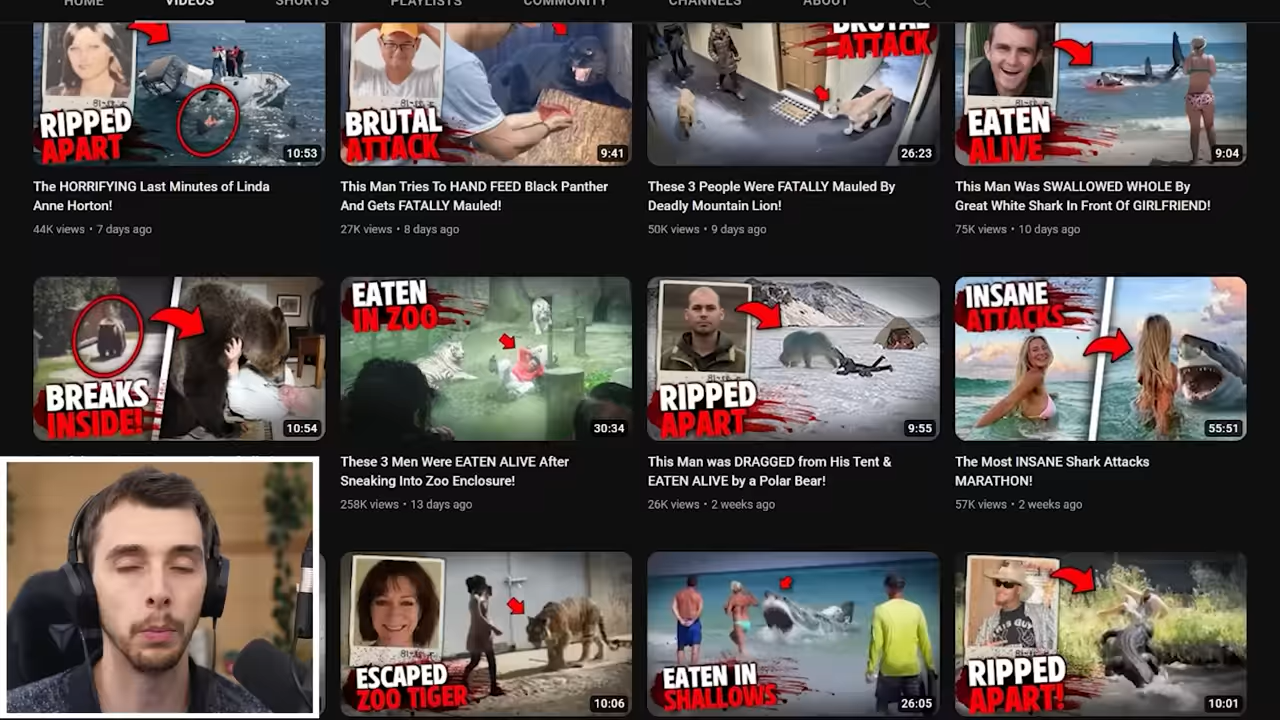 HOME VIDEOS SHORTS PLAYLISTS COMMUNITY CHANNELS ABOUT
RIPPED
APART
10:53
BRUTAL
ATTACK
9:41
BRUTAL
ATTACK
26:23
EATEN
ALIVE
9:04
The HORRIFYING Last Minutes of Linda
Anne Horton!
44K views • 7 days ago
This Man Tries To HAND FEED Black Panther
And Gets FATALLY Mauled!
27K views • 8 days ago
These 3 People Were FATALLY Mauled By
Deadly Mountain Lion!
50K views • 9 days ago
This Man Was SWALLOWED WHOLE By
Great White Shark In Front Of GIRLFRIEND!
75K views • 10 days ago
BREAKS
INSIDE!
10:54
EATEN
IN ZOO
30:34
RIPPED
APART
9:55
INSANE
ATTACKS
55:51
These 3 Men Were EATEN ALIVE After
Sneaking Into Zoo Enclosure!
258K views • 13 days ago
This Man was DRAGGED from His Tent &
EATEN ALIVE by a Polar Bear!
26K views • 2 weeks ago
The Most INSANE Shark Attacks
MARATHON!
57K views • 2 weeks ago
ESCAPED
ZOO TIGER
10:06
EATEN IN
SHALLOWS
26:05
THIS GUY
RIPPED
APART!
10:01